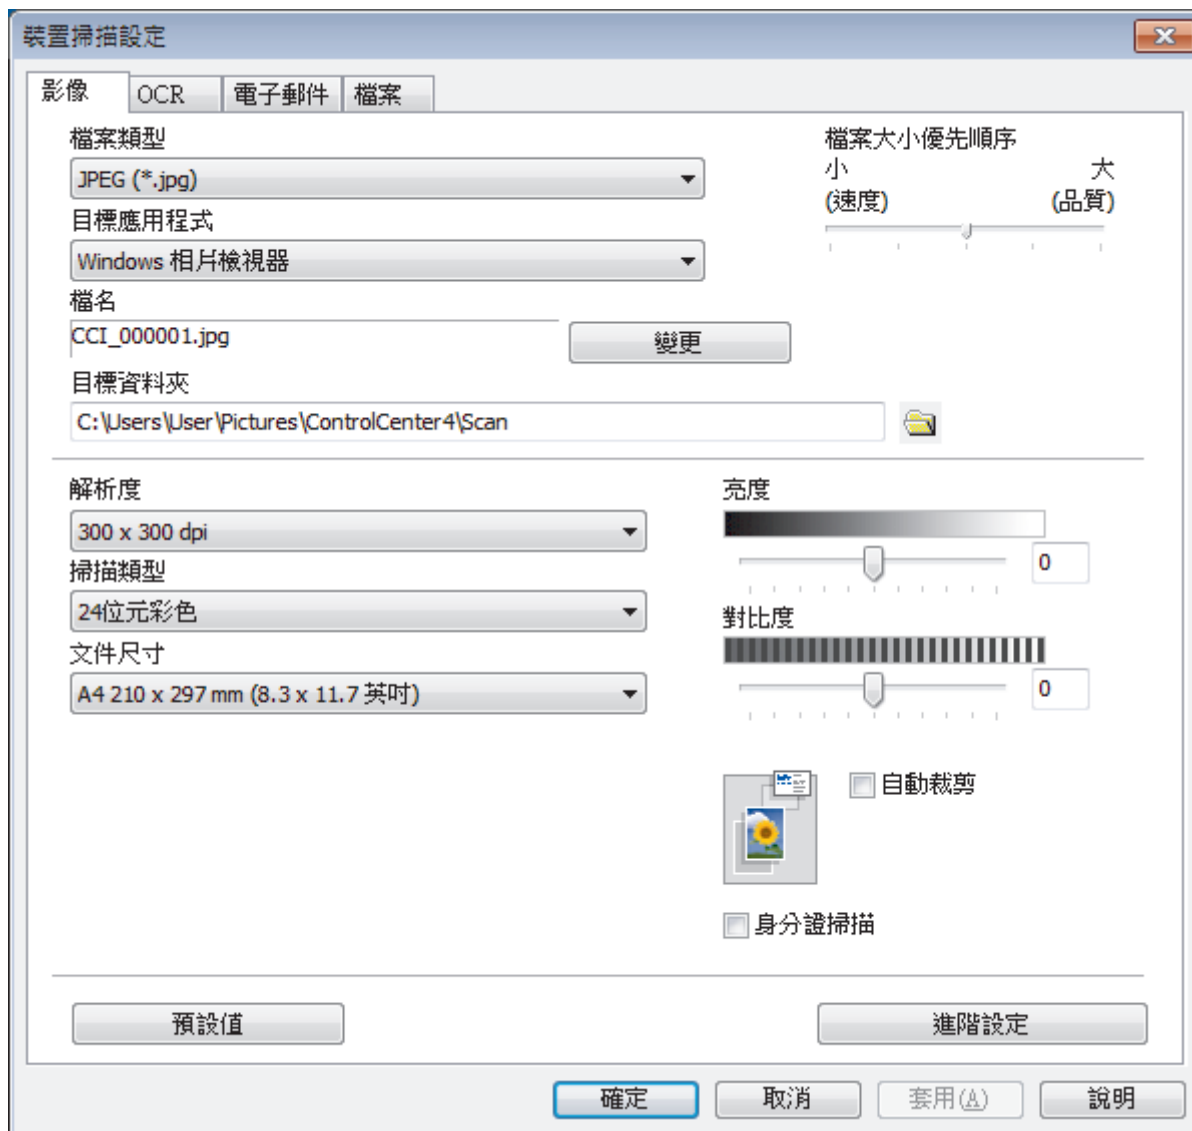 裝置掃描設定
影像 OCR 電子郵件 檔案
檔案類型
JPEG (*.jpg)
目標應用程式
Windows 相片檢視器
檔名
CCI_000001.jpg 變更
目標資料夾
C:\Users\User\Pictures\ControlCenter4\Scan
檔案大小優先順序
小 大
(速度) (品質)
解析度
300 x 300 dpi
掃描類型
24位元彩色
文件尺寸
A4 210 x 297 mm (8.3 x 11.7 英吋)
亮度
0
對比度
0
自動裁剪
身分證掃描
預設值 進階設定
確定 取消 套用(A) 說明